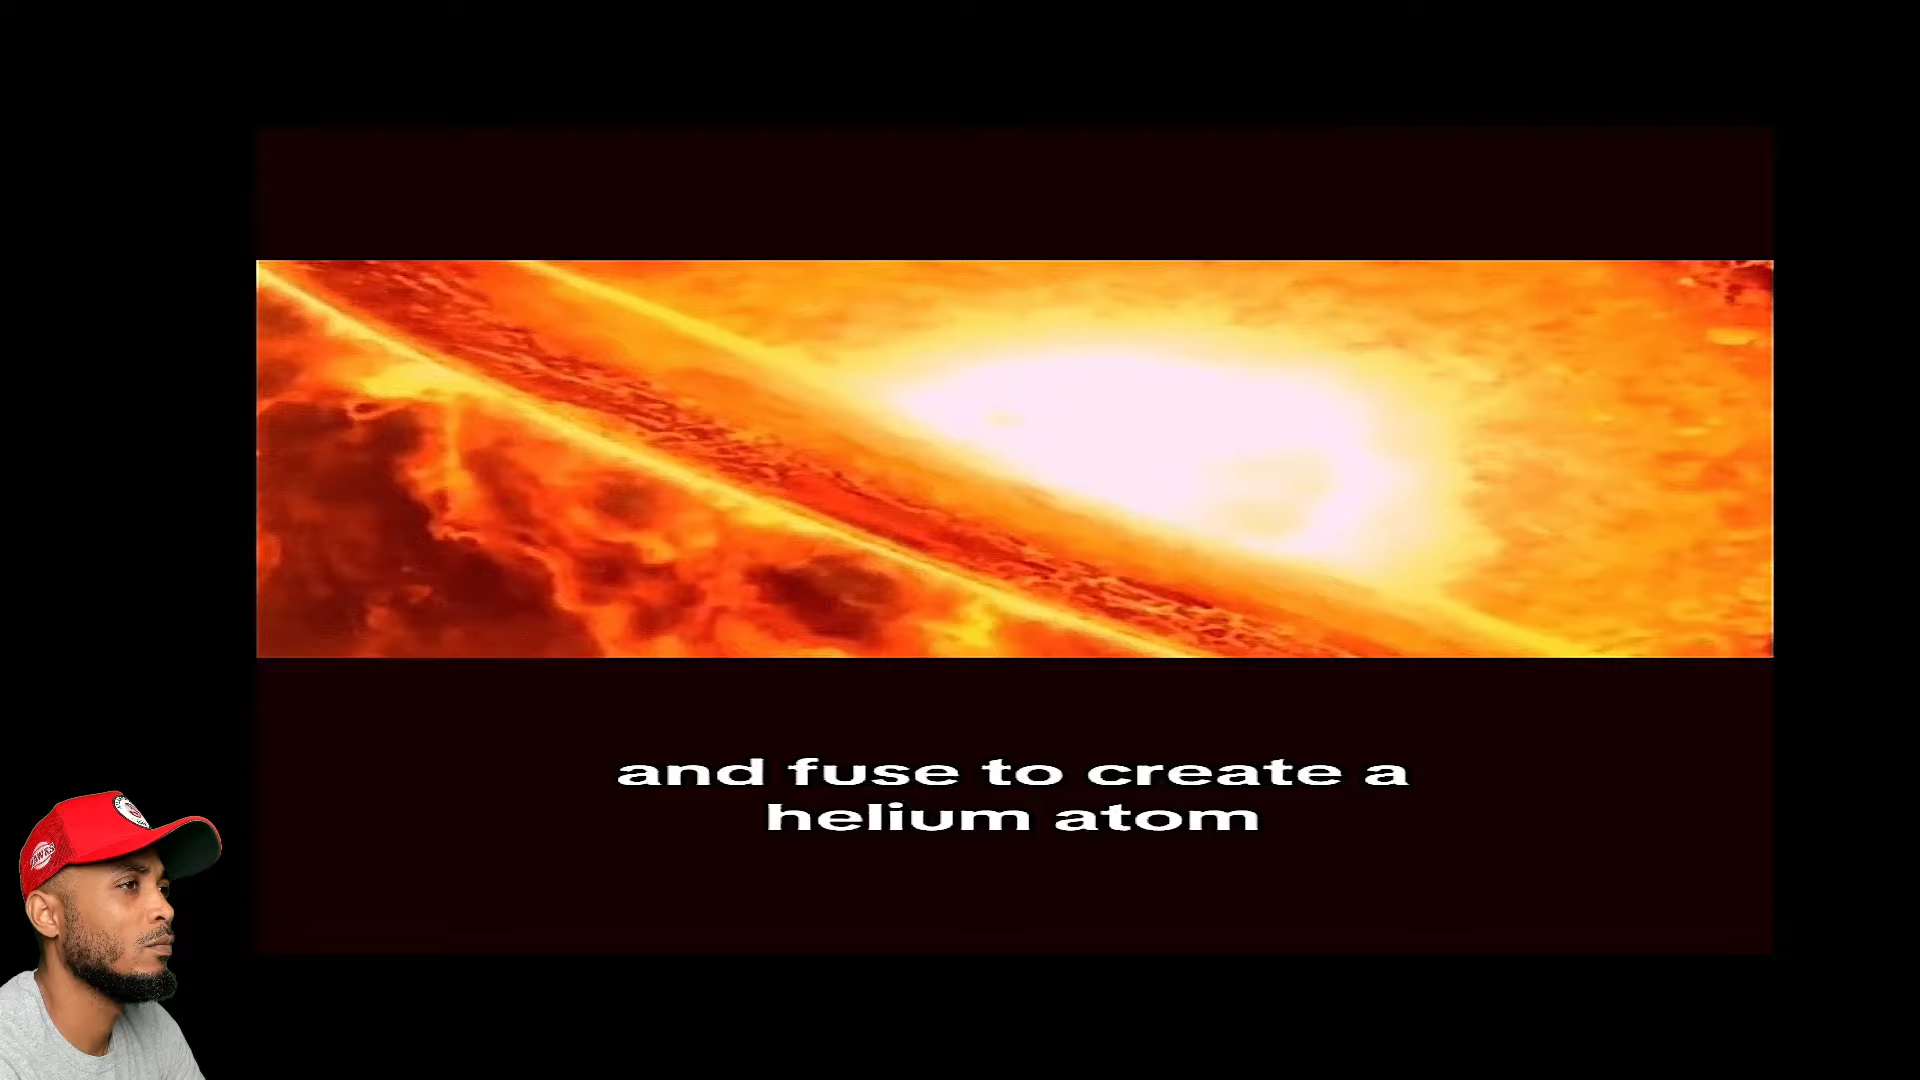 and fuse to create a
helium atom